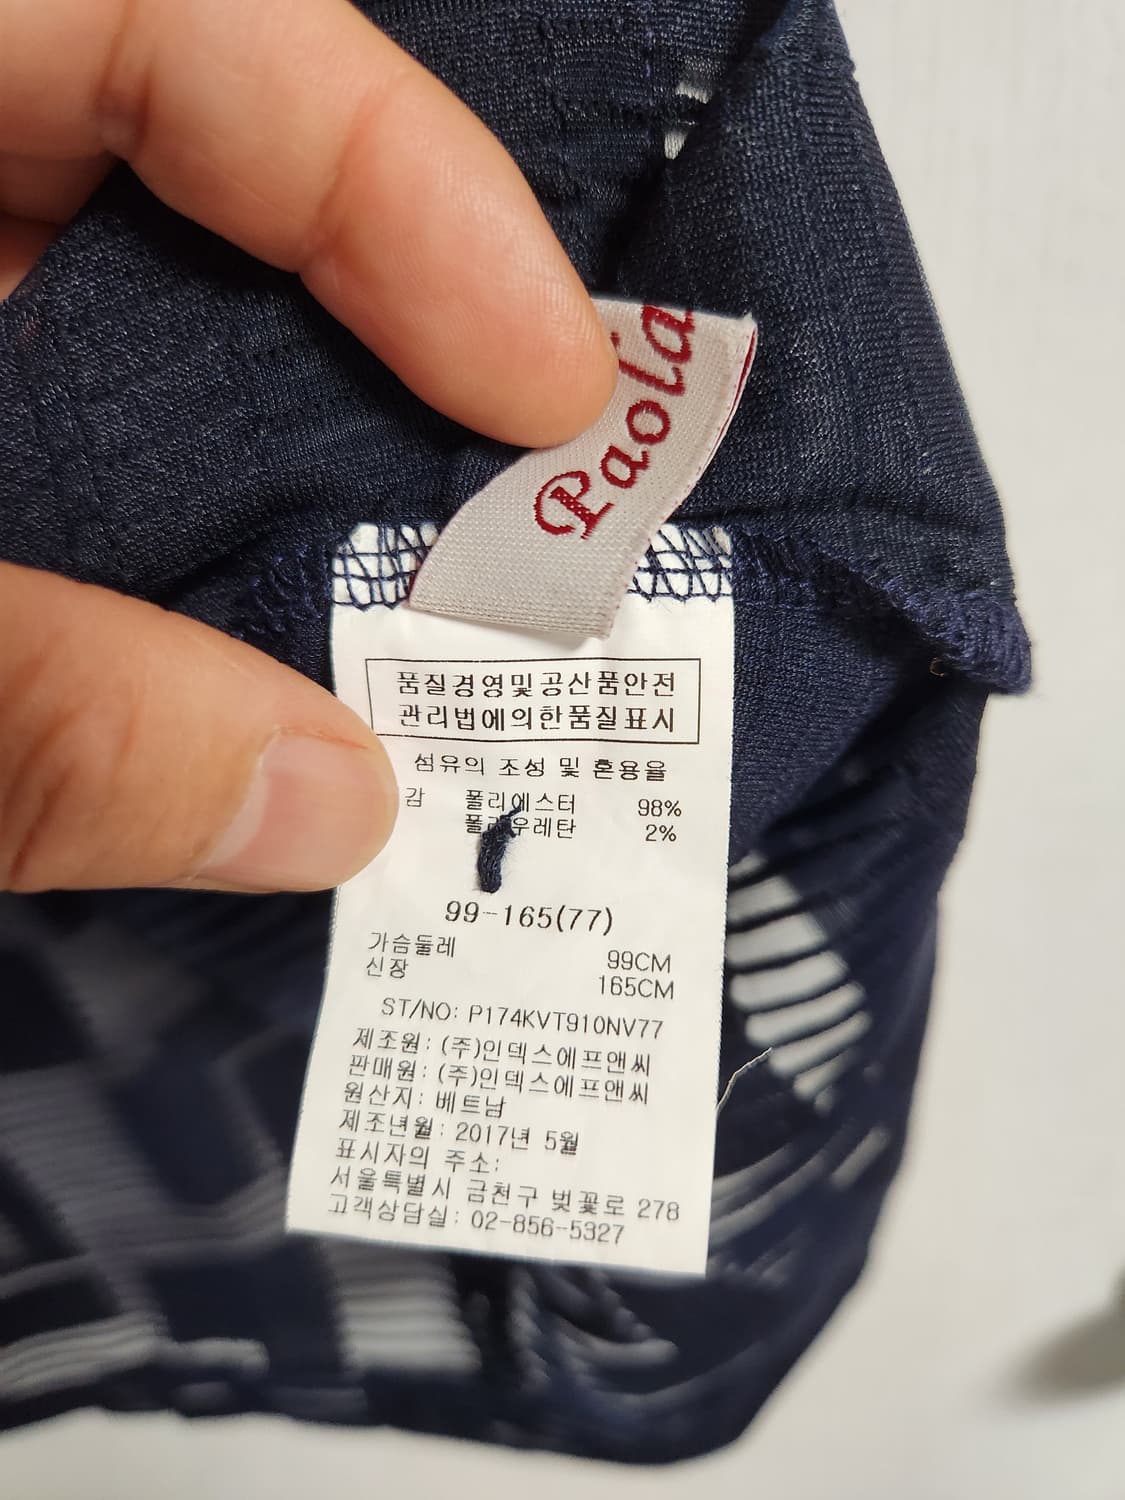 Paola
품질경영및공산품안전
관리법에의한품질표시
섬유의 조성 및 혼용율
감 폴리에스터 98%
폴리우레탄 2%
99-165(77)
가슴둘레 99CM
신장 165CM
ST/NO: P174KVT910NV77
제조원: (주)인덱스에프앤씨
판매원: (주)인덱스에프앤씨
원산지: 베트남
제조년월: 2017년 5월
표시자의 주소:
서울특별시 금천구 벚꽃로 278
고객상담실: 02-856-5327